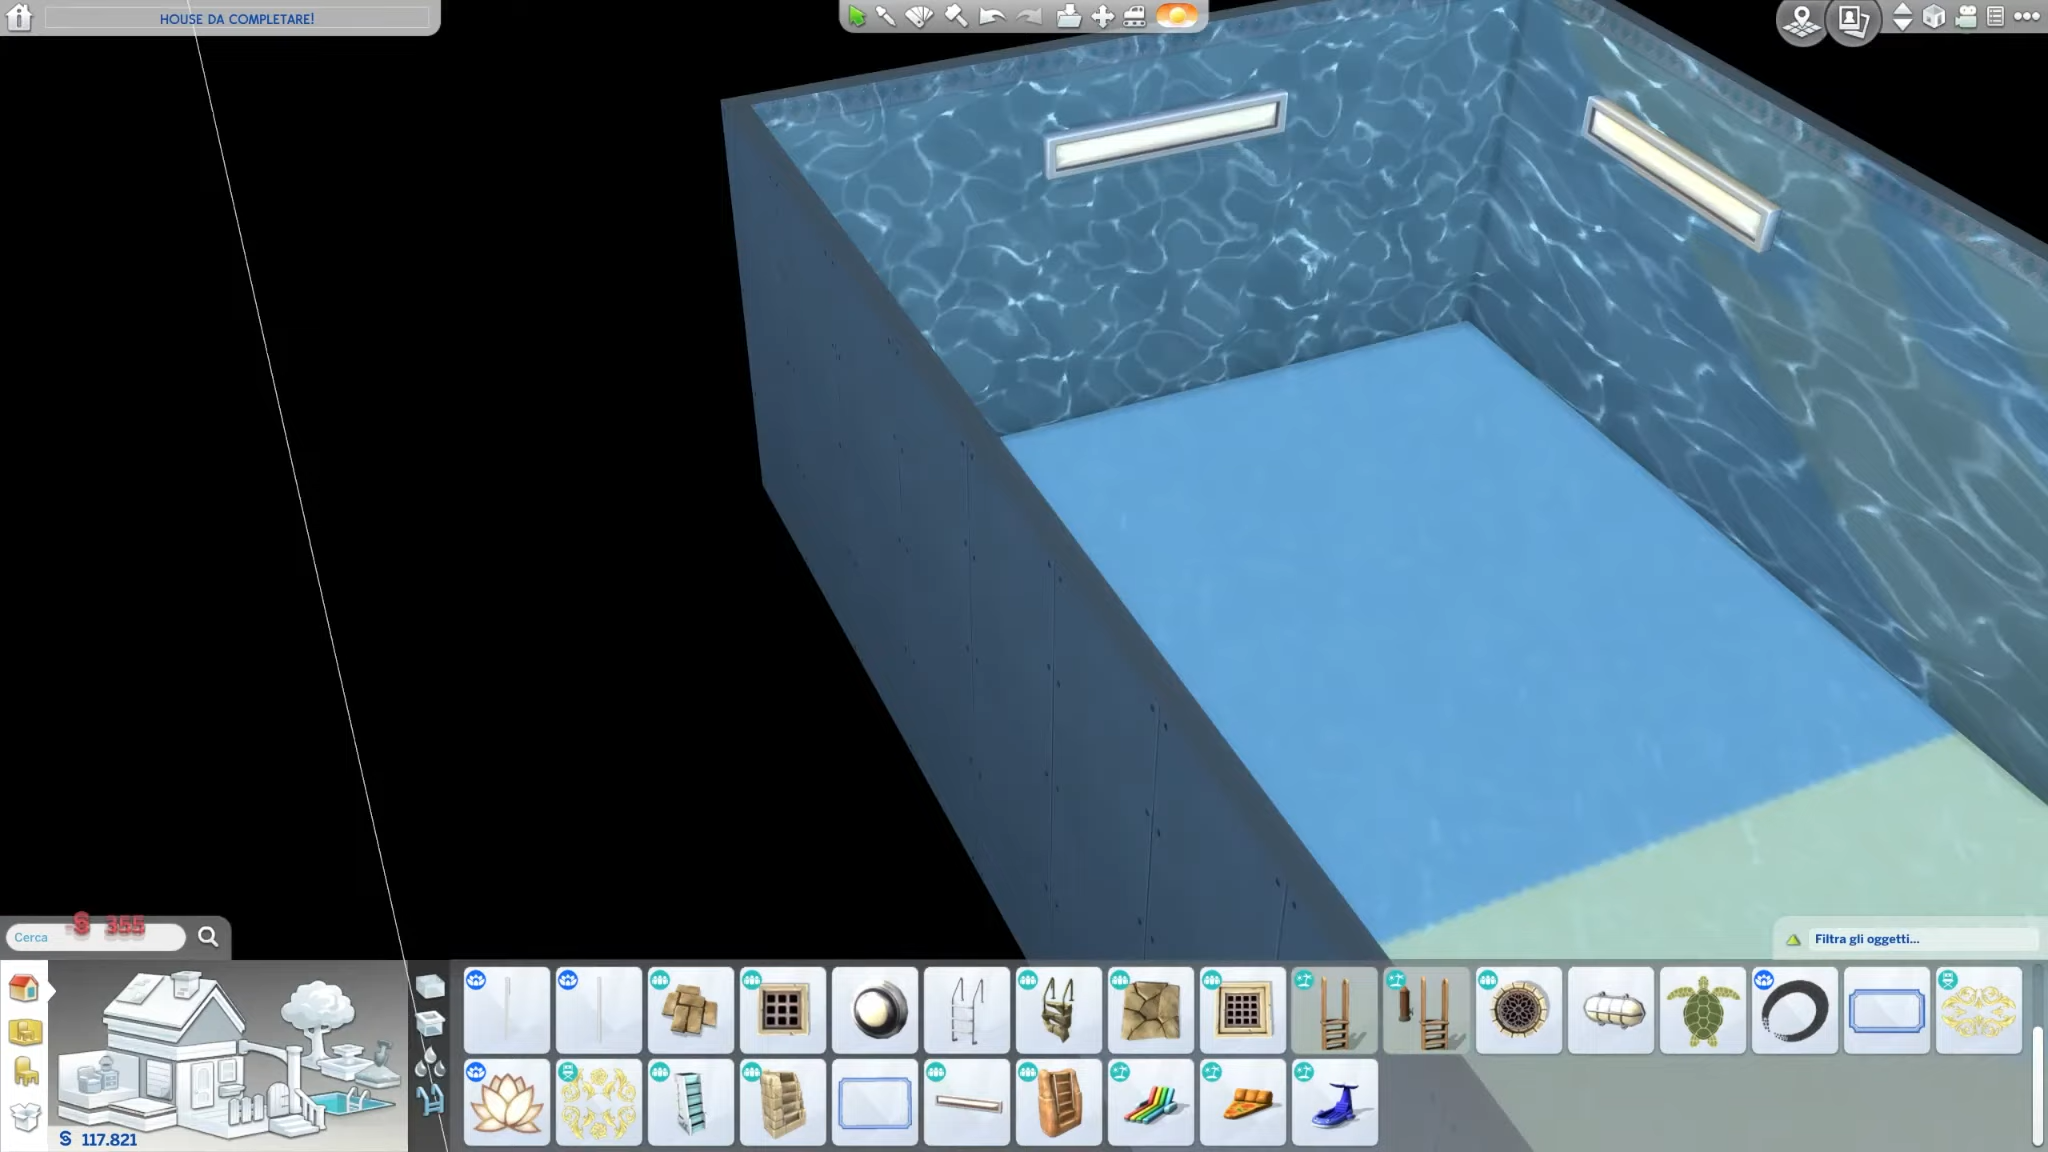 HOUSE DA COMPLETARE!
Cerca
-§ 355
Filtra gli oggetti...
§ 117.821